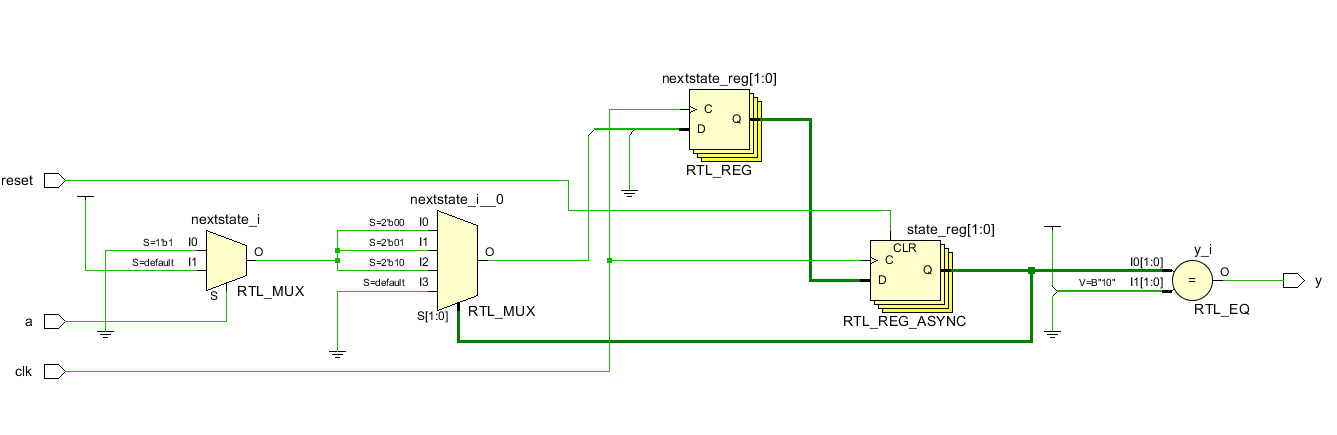 nextstate_reg[1:0]
C
Q
D
RTL_REG
reset
nextstate_i
S=1'b1 I0
O
S=default I1
S
RTL_MUX
a
clk
nextstate_i__0
S=2'b00 I0
S=2'b01 I1
O
S=2'b10 I2
S=default I3
S[1:0]
RTL_MUX
state_reg[1:0]
CLR
C
Q
D
RTL_REG_ASYNC
y_i
I0[1:0]
O
V=B"10" I1[1:0]
=
RTL_EQ
y